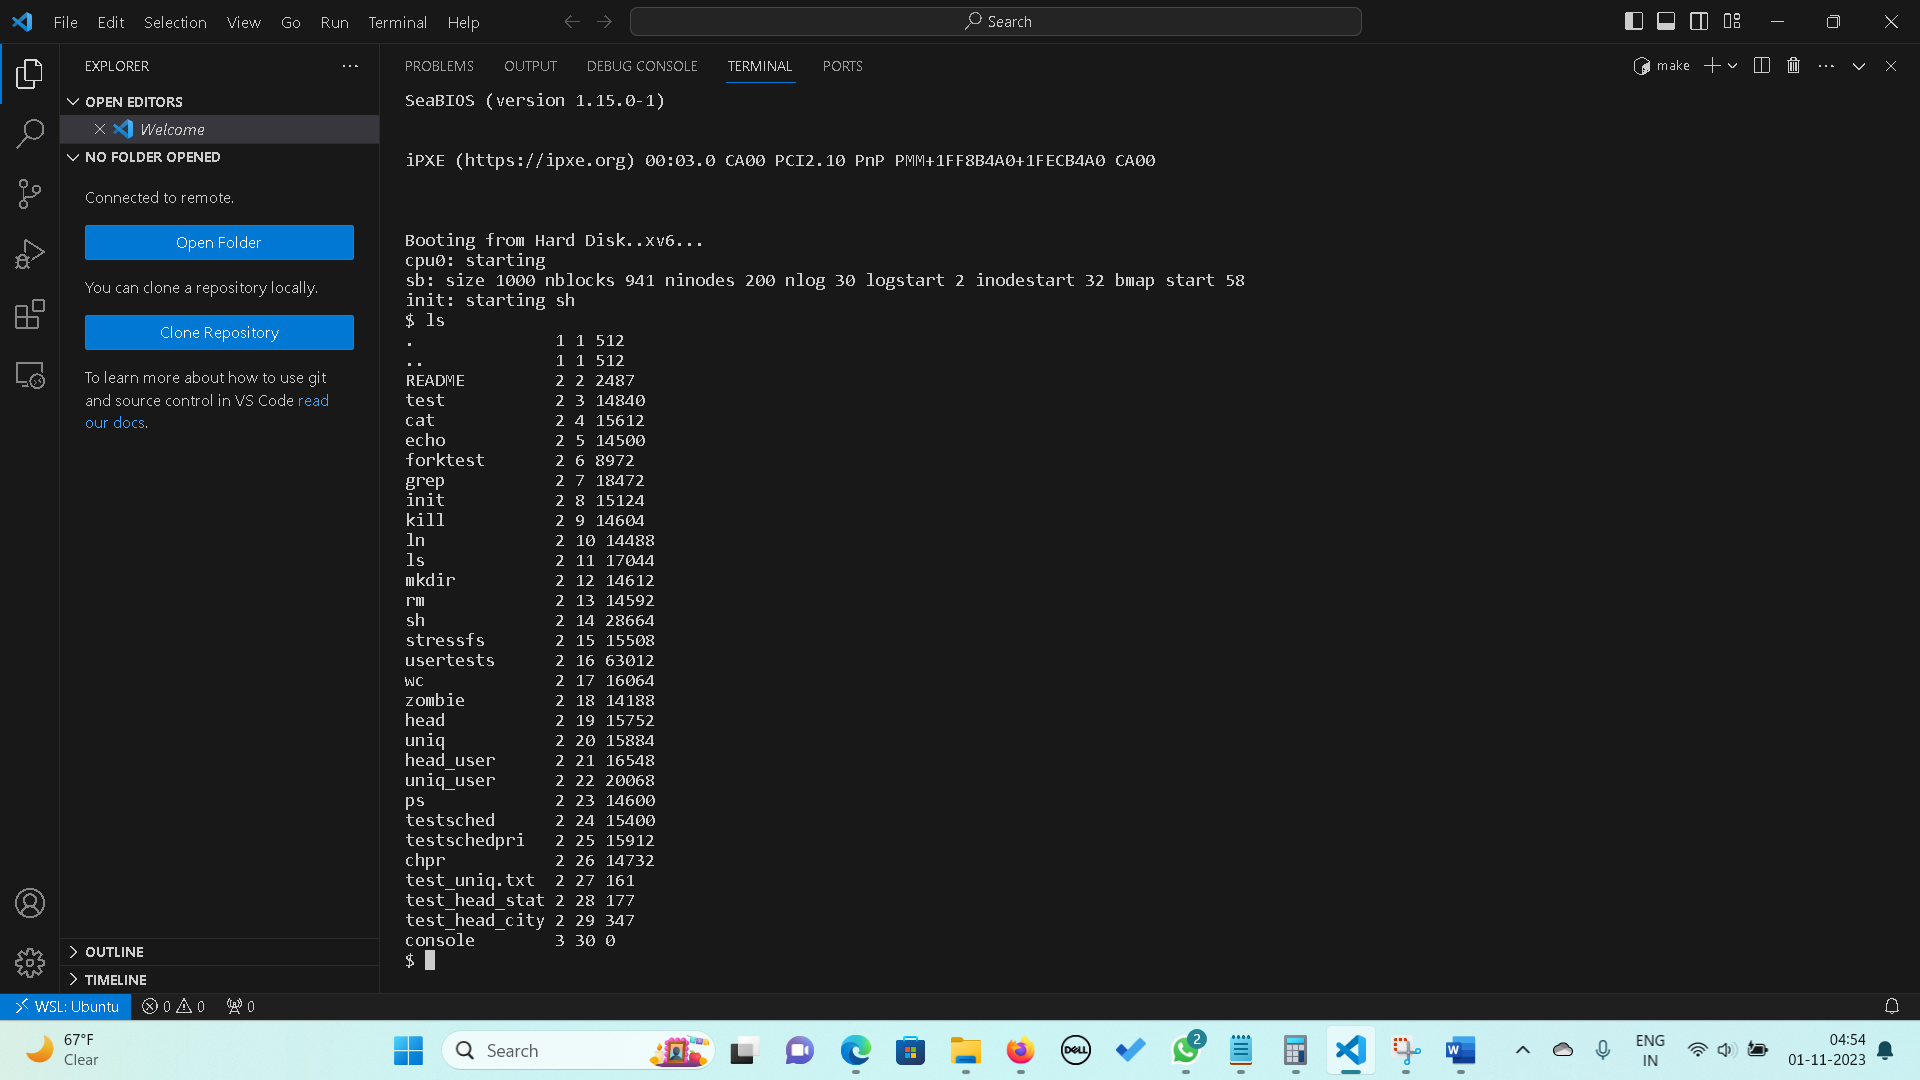 File Edit Selection View Go Run Terminal Help
Search
EXPLORER
OPEN EDITORS
Welcome
NO FOLDER OPENED
Connected to remote.
Open Folder
You can clone a repository locally.
Clone Repository
To learn more about how to use git
and source control in VS Code read
our docs.
OUTLINE
TIMELINE
PROBLEMS OUTPUT DEBUG CONSOLE TERMINAL PORTS
make
SeaBIOS (version 1.15.0-1)
iPXE (https://ipxe.org) 00:03.0 CA00 PCI2.10 PnP PMM+1FF8B4A0+1FECB4A0 CA00
Booting from Hard Disk..xv6...
cpu0: starting
sb: size 1000 nblocks 941 ninodes 200 nlog 30 logstart 2 inodestart 32 bmap start 58
init: starting sh
$ ls
. 1 1 512
.. 1 1 512
README 2 2 2487
test 2 3 14840
cat 2 4 15612
echo 2 5 14500
forktest 2 6 8972
grep 2 7 18472
init 2 8 15124
kill 2 9 14604
ln 2 10 14488
ls 2 11 17044
mkdir 2 12 14612
rm 2 13 14592
sh 2 14 28664
stressfs 2 15 15508
usertests 2 16 63012
wc 2 17 16064
zombie 2 18 14188
head 2 19 15752
uniq 2 20 15884
head_user 2 21 16548
uniq_user 2 22 20068
ps 2 23 14600
testsched 2 24 15400
testschedpri 2 25 15912
chpr 2 26 14732
test_uniq.txt 2 27 161
test_head_stat 2 28 177
test_head_city 2 29 347
console 3 30 0
$
WSL: Ubuntu 0 0 0
67°F
Clear
Search
DELL
2
W
ENG
IN
04:54
01-11-2023